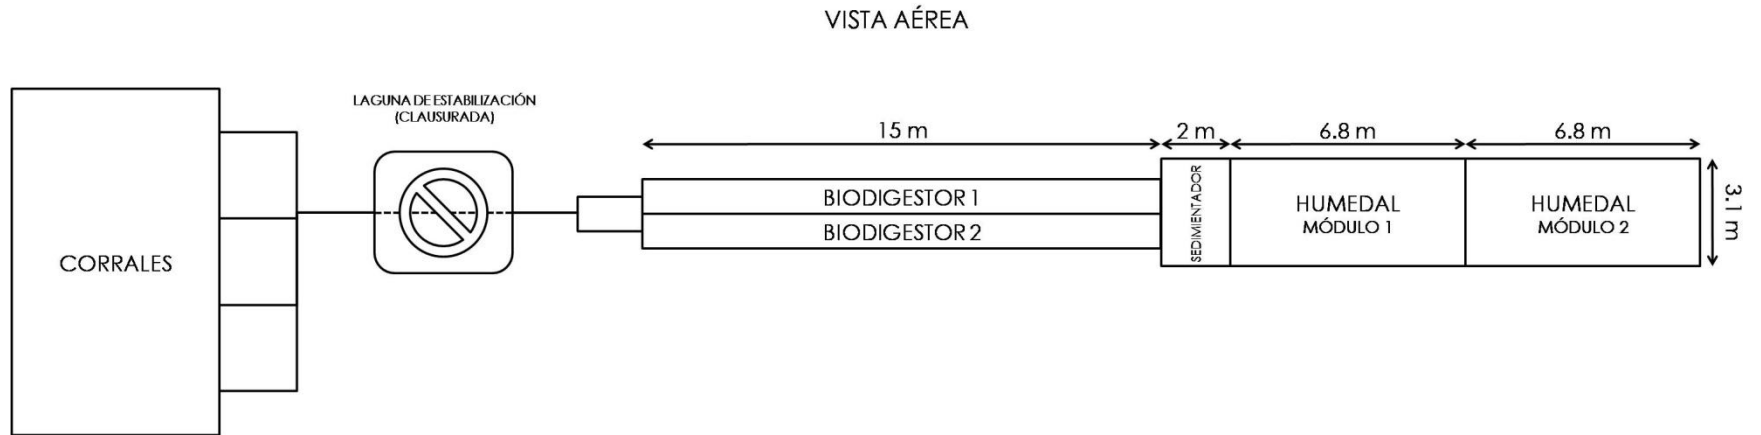 VISTA AÉREA
LAGUNA DE ESTABILIZACIÓN
(CLAUSURADA)
15 m
2 m
6.8 m
6.8 m
CORRALES
BIODIGESTOR 1
BIODIGESTOR 2
SEDIMENTADOR
HUMEDAL
MÓDULO 1
HUMEDAL
MÓDULO 2
3.1 m